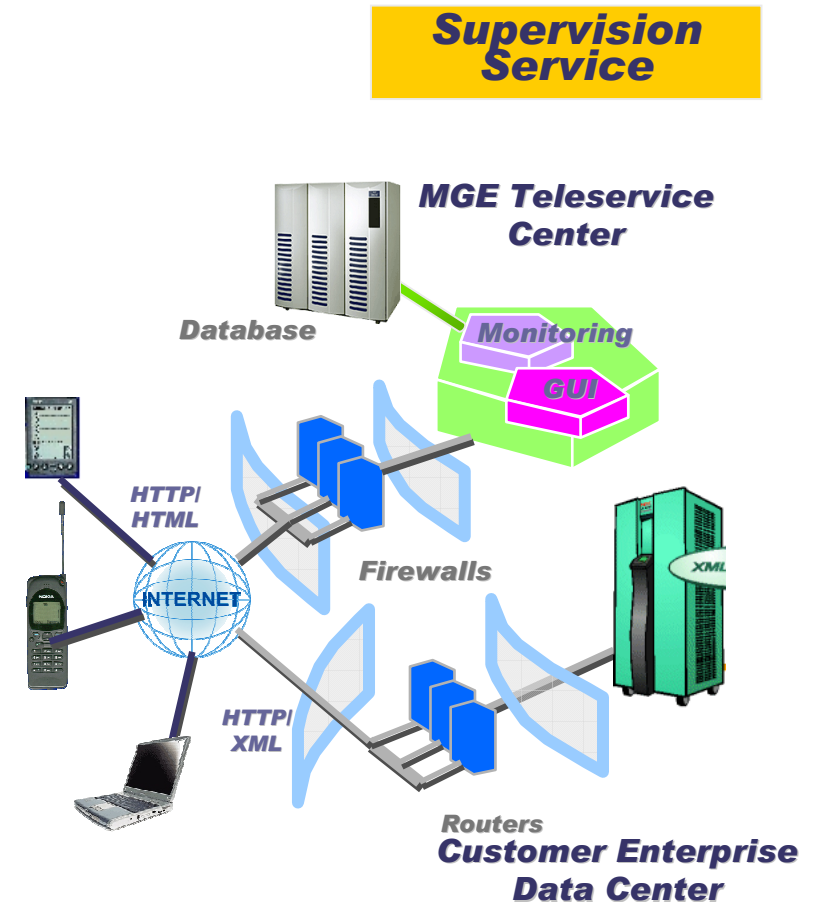 Supervision
Service
MGE Teleservice
Center
Database
Monitoring
GUI
HTTP/
HTML
Firewalls
XML
NOKIA
INTERNET
HTTP/
XML
Routers
Customer Enterprise
Data Center